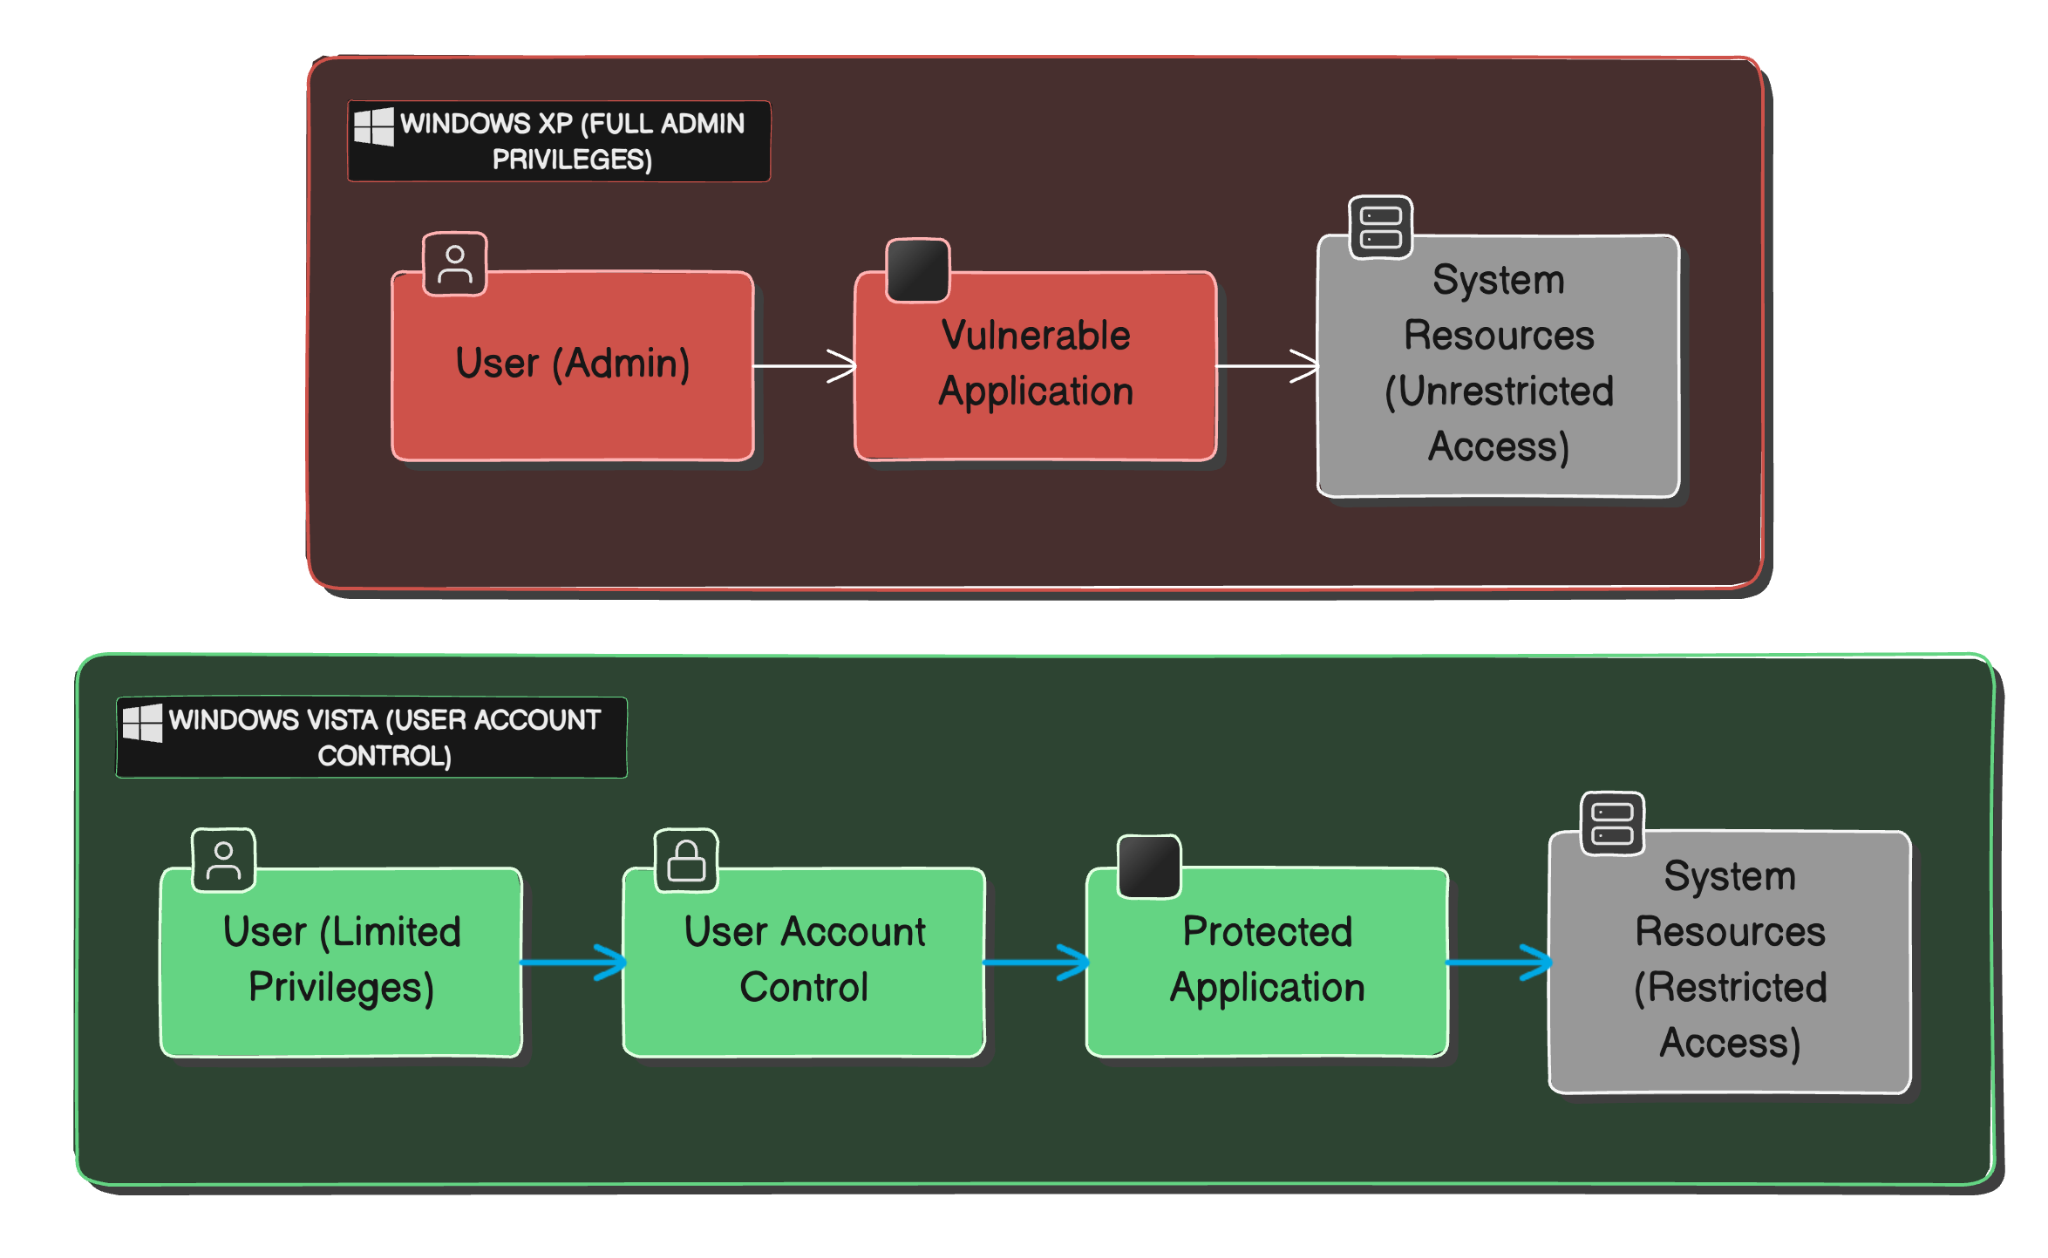 WINDOWS XP (FULL ADMIN
PRIVILEGES)
User (Admin)
Vulnerable
Application
System
Resources
(Unrestricted
Access)
WINDOWS VISTA (USER ACCOUNT
CONTROL)
User (Limited
Privileges)
User Account
Control
Protected
Application
System
Resources
(Restricted
Access)